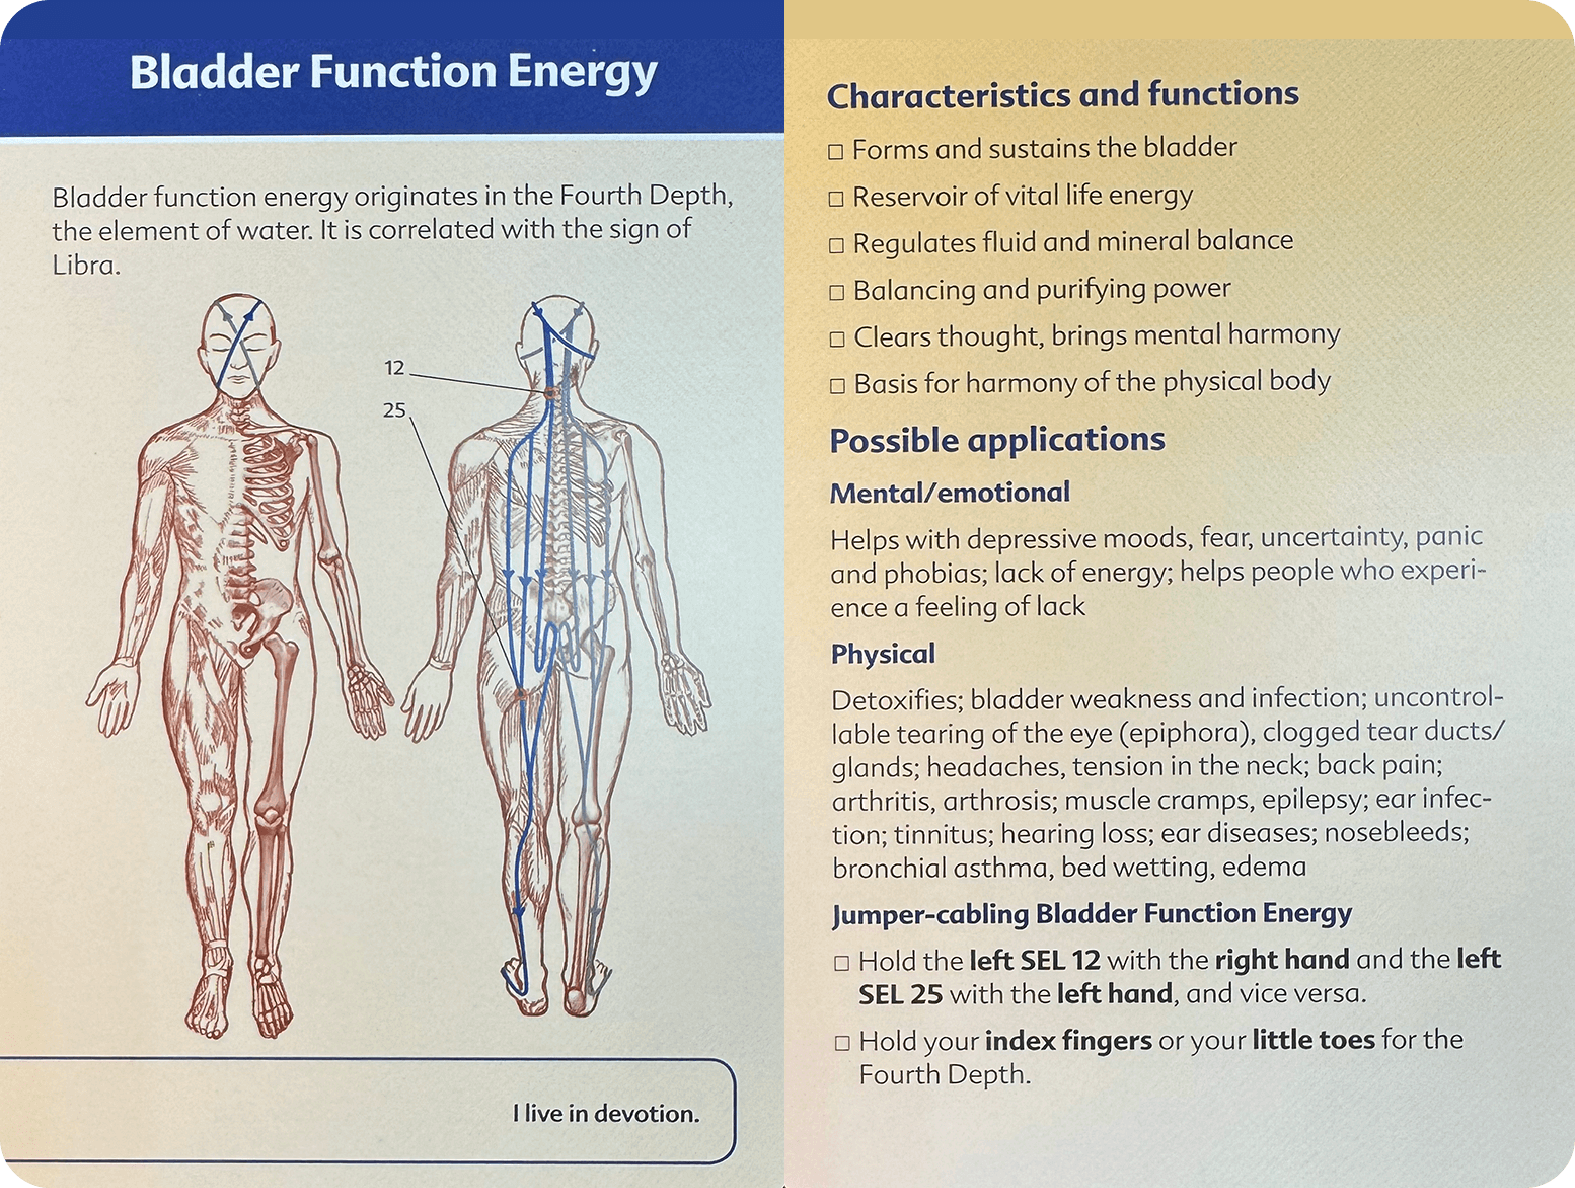 Bladder Function Energy
Bladder function energy originates in the Fourth Depth,
the element of water. It is correlated with the sign of
Libra.
12
25
I live in devotion.
Characteristics and functions
□ Forms and sustains the bladder
□ Reservoir of vital life energy
□ Regulates fluid and mineral balance
□ Balancing and purifying power
□ Clears thought, brings mental harmony
□ Basis for harmony of the physical body
Possible applications
Mental/emotional
Helps with depressive moods, fear, uncertainty, panic
and phobias; lack of energy; helps people who experi-
ence a feeling of lack
Physical
Detoxifies; bladder weakness and infection; uncontrol-
lable tearing of the eye (epiphora), clogged tear ducts/
glands; headaches, tension in the neck; back pain;
arthritis, arthrosis; muscle cramps, epilepsy; ear infec-
tion; tinnitus; hearing loss; ear diseases; nosebleeds;
bronchial asthma, bed wetting, edema
Jumper-cabling Bladder Function Energy
□ Hold the left SEL 12 with the right hand and the left
SEL 25 with the left hand, and vice versa.
□ Hold your index fingers or your little toes for the
Fourth Depth.